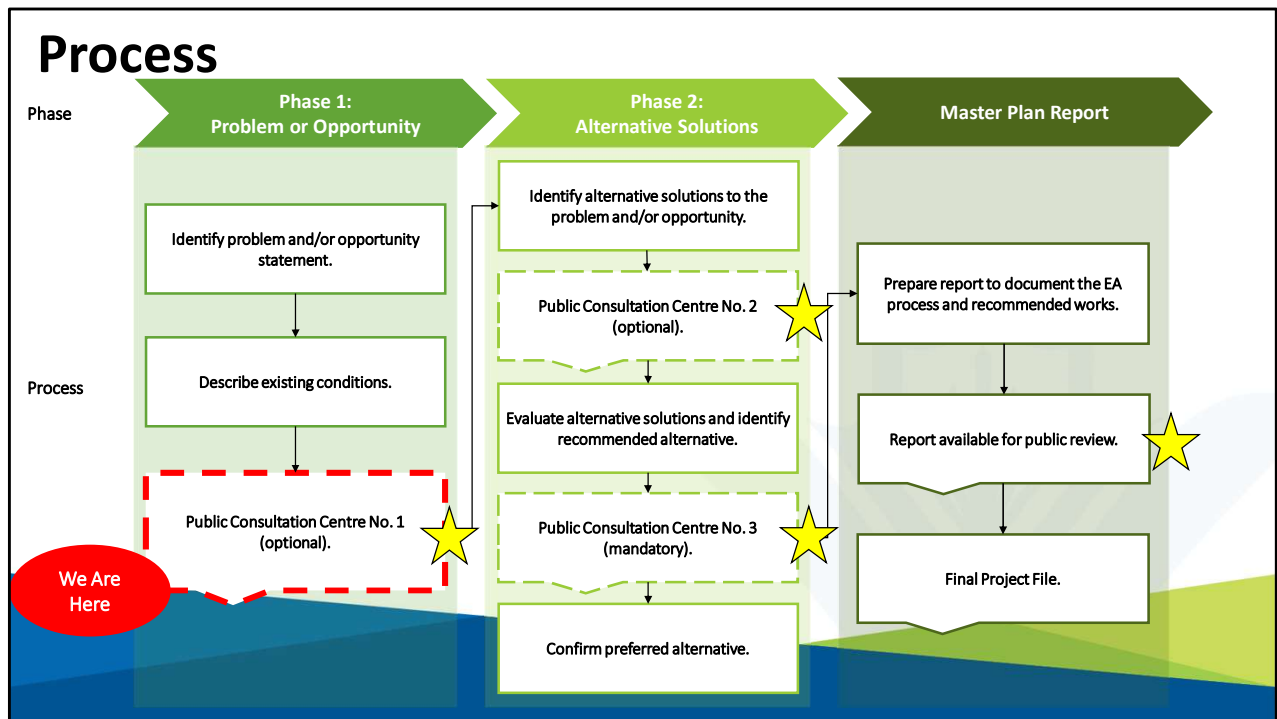 Process
Phase
Phase 1:
Problem or Opportunity
Phase 2:
Alternative Solutions
Master Plan Report
Process
Identify problem and/or opportunity
statement.
Describe existing conditions.
Public Consultation Centre No. 1
(optional).
We Are
Here
Identify alternative solutions to the
problem and/or opportunity.
Public Consultation Centre No. 2
(optional).
Evaluate alternative solutions and identify
recommended alternative.
Public Consultation Centre No. 3
(mandatory).
Confirm preferred alternative.
Prepare report to document the EA
process and recommended works.
Report available for public review.
Final Project File.